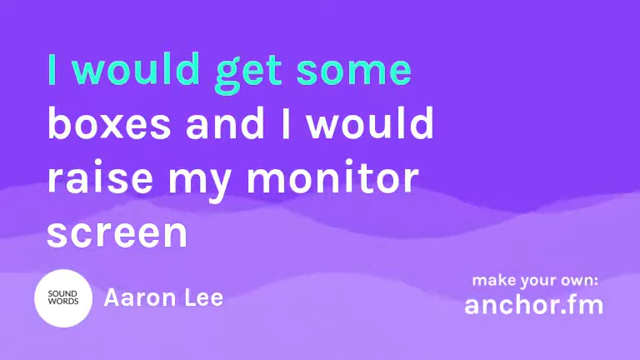 I would get some
boxes and I would
raise my monitor
screen
SOUND
WORDS
Aaron Lee
make your own:
anchor.fm